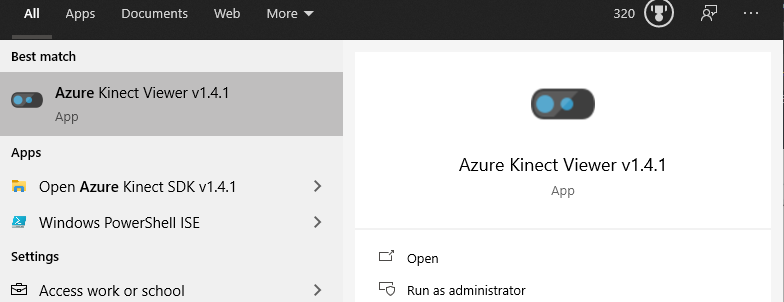 All Apps Documents Web More 320 ...
Best match
Azure Kinect Viewer v1.4.1
App
Apps
Open Azure Kinect SDK v1.4.1
Windows PowerShell ISE
Settings
Access work or school
Azure Kinect Viewer v1.4.1
App
Open
Run as administrator